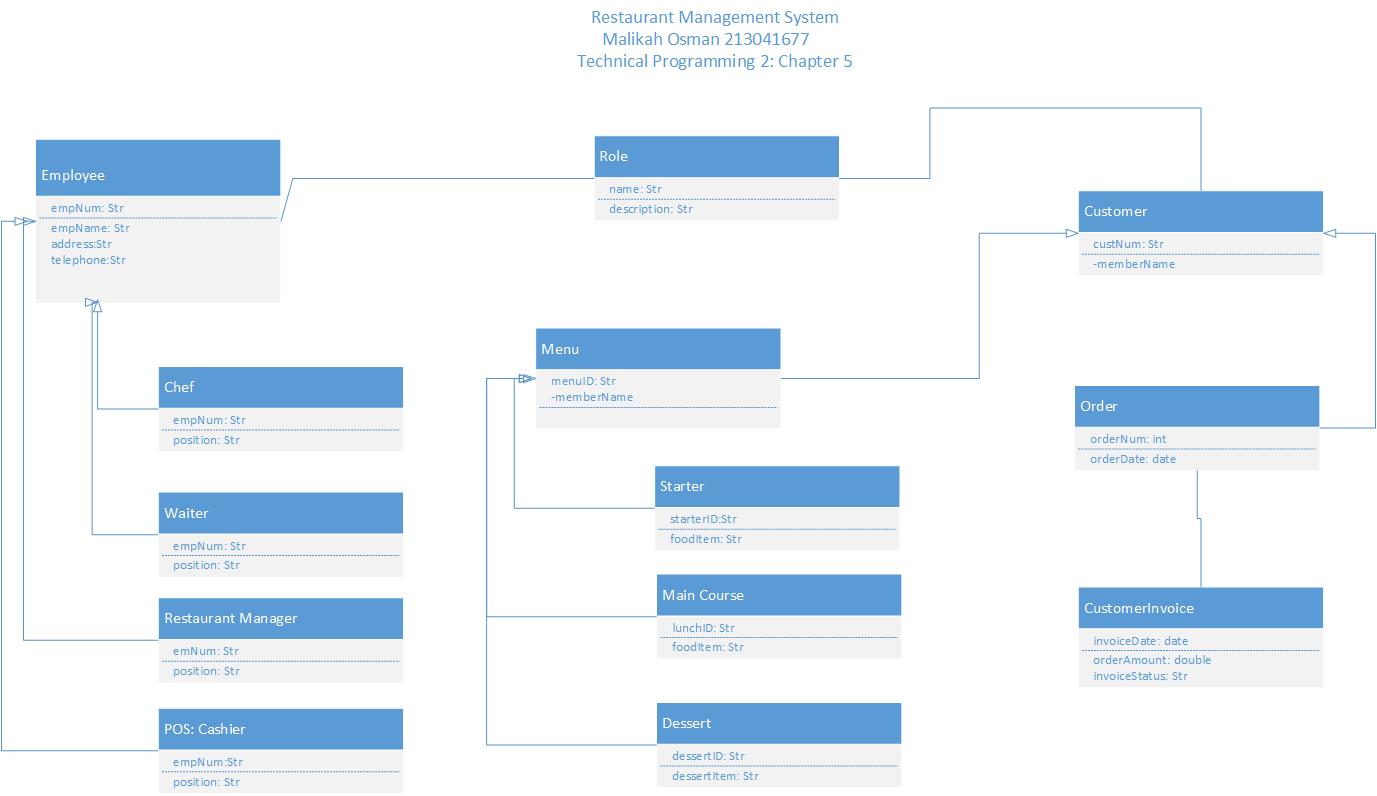 Restaurant Management System
Malikah Osman 213041677
Technical Programming 2: Chapter 5
Employee
empNum: Str
empName: Str
address:Str
telephone:Str
Role
name: Str
description: Str
Customer
custNum: Str
-memberName
Menu
menuID: Str
-memberName
Chef
empNum: Str
position: Str
Order
orderNum: int
orderDate: date
Starter
starterID:Str
foodItem: Str
Waiter
empNum: Str
position: Str
Main Course
lunchID: Str
foodItem: Str
Restaurant Manager
emNum: Str
position: Str
CustomerInvoice
invoiceDate: date
orderAmount: double
invoiceStatus: Str
POS: Cashier
empNum:Str
position: Str
Dessert
dessertID: Str
dessertItem: Str